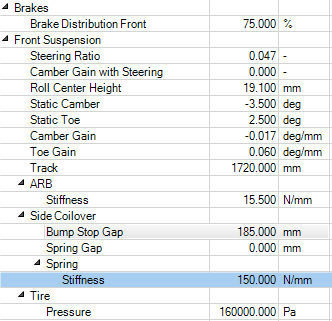 Brakes
Brake Distribution Front 75.000 %
Front Suspension
Steering Ratio 0.047 -
Camber Gain with Steering 0.000 -
Roll Center Height 19.100 mm
Static Camber -3.500 deg
Static Toe 2.500 deg
Camber Gain -0.017 deg/mm
Toe Gain 0.060 deg/mm
Track 1720.000 mm
ARB
Stiffness 15.500 N/mm
Side Coilover
Bump Stop Gap 185.000 mm
Spring Gap 0.000 mm
Spring
Stiffness 150.000 N/mm
Tire
Pressure 160000.000 Pa